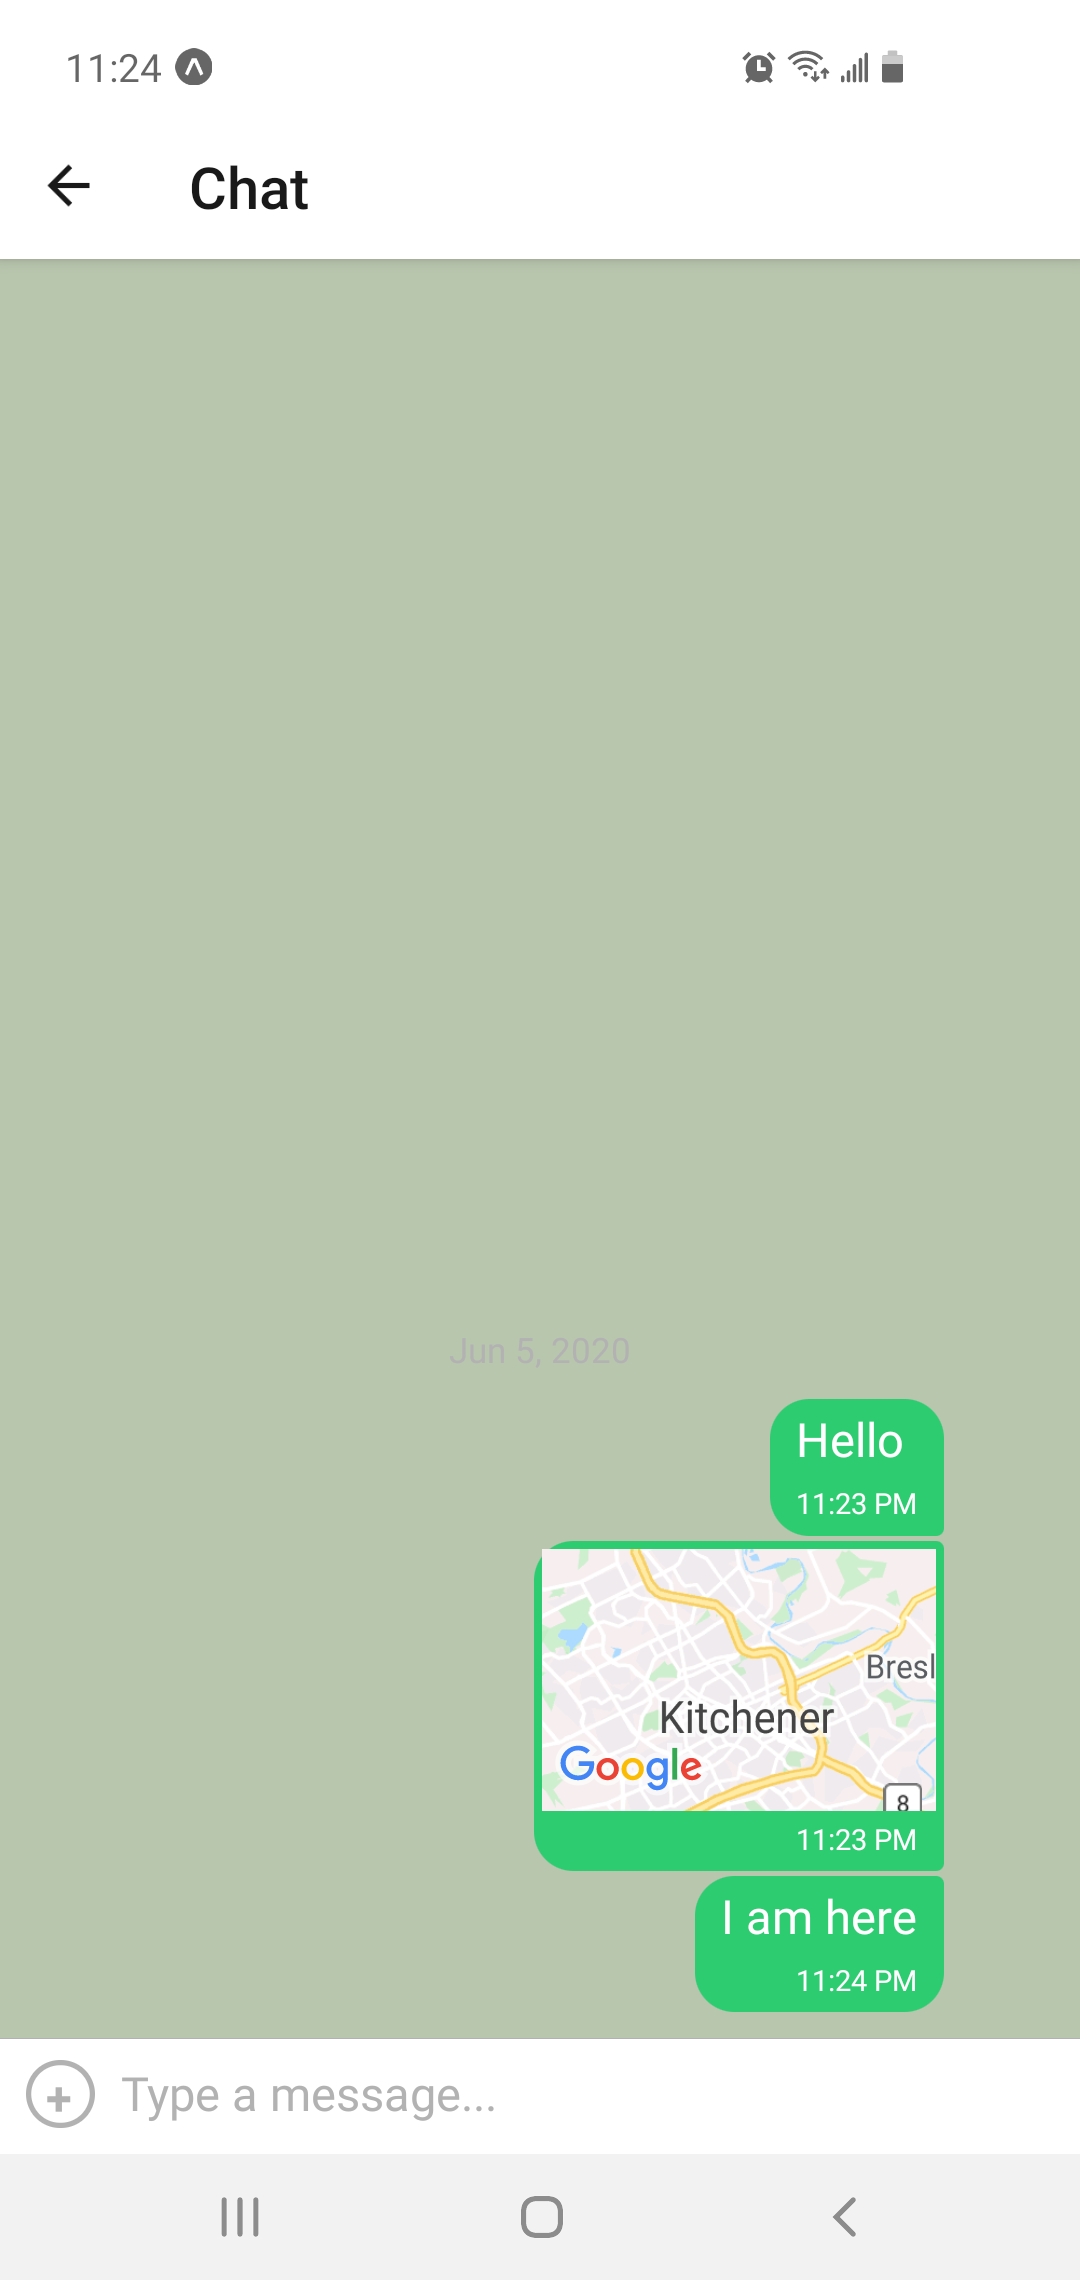 11:24
Chat
Jun 5, 2020
Hello
11:23 PM
Bresl
Kitchener
Google
8
11:23 PM
I am here
11:24 PM
Type a message...